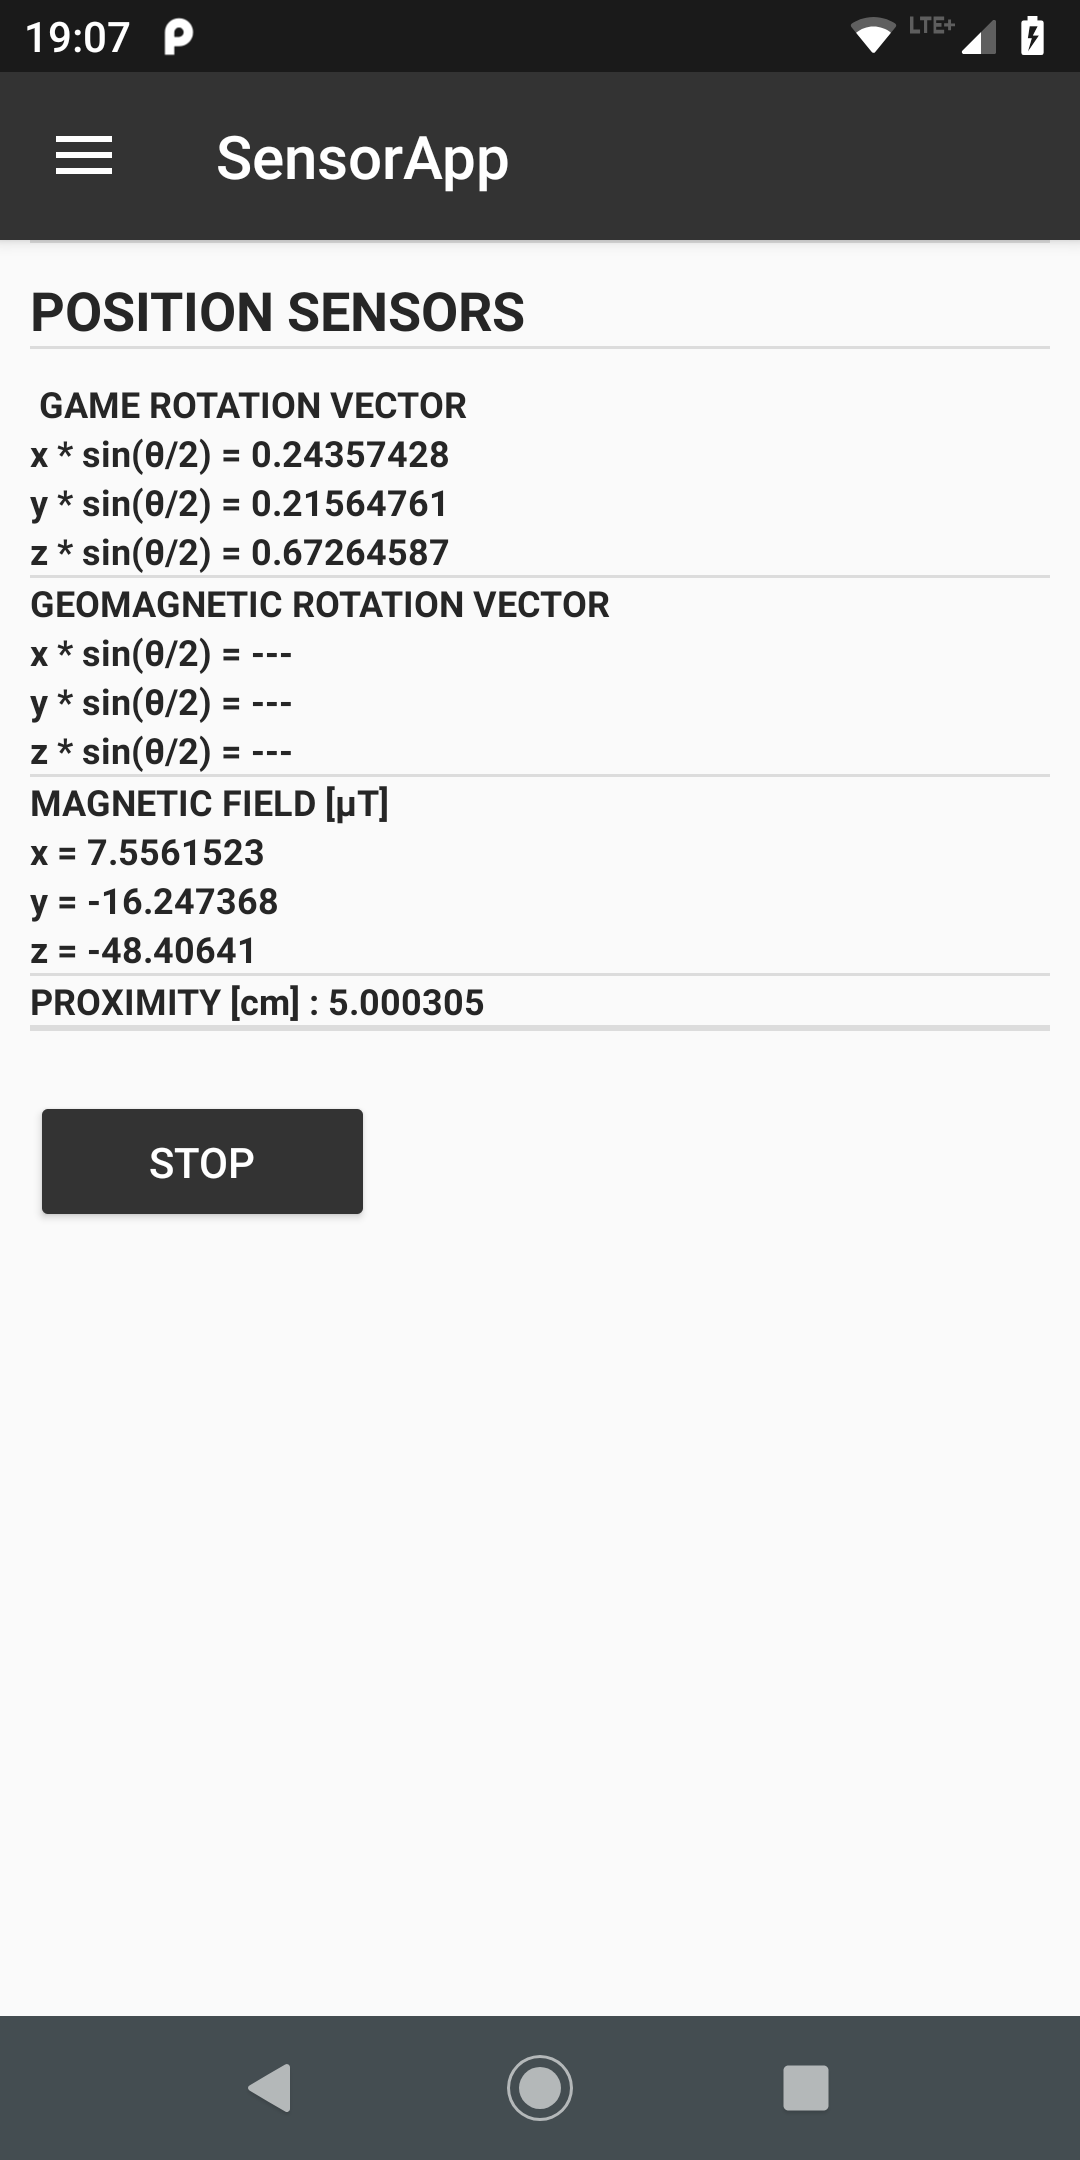 19:07
LTE+
SensorApp
POSITION SENSORS
GAME ROTATION VECTOR
x * sin(θ/2) = 0.24357428
y * sin(θ/2) = 0.21564761
z * sin(θ/2) = 0.67264587
GEOMAGNETIC ROTATION VECTOR
x * sin(θ/2) = ---
y * sin(θ/2) = ---
z * sin(θ/2) = ---
MAGNETIC FIELD [μT]
x = 7.5561523
y = -16.247368
z = -48.40641
PROXIMITY [cm] : 5.000305
STOP